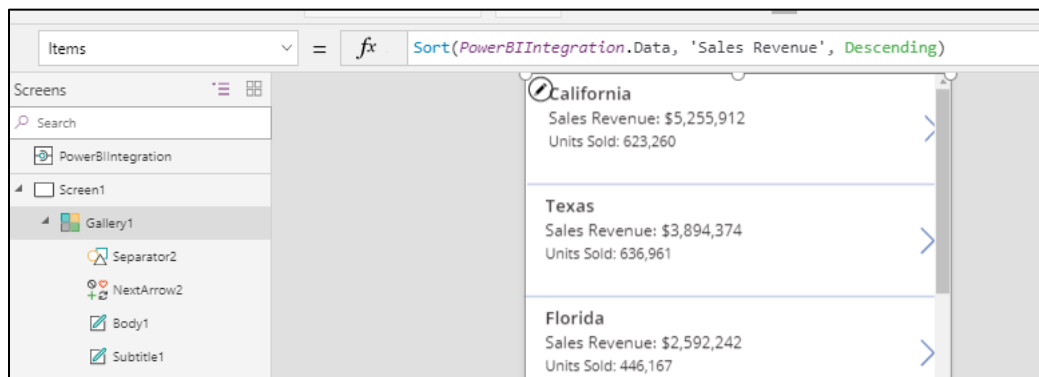 Items = fx Sort(PowerBIIntegration.Data, 'Sales Revenue', Descending)
Screens
Search
PowerBIIntegration
Screen1
Gallery1
Separator2
NextArrow2
Body1
Subtitle1
California
Sales Revenue: $5,255,912
Units Sold: 623,260
Texas
Sales Revenue: $3,894,374
Units Sold: 636,961
Florida
Sales Revenue: $2,592,242
Units Sold: 446,167